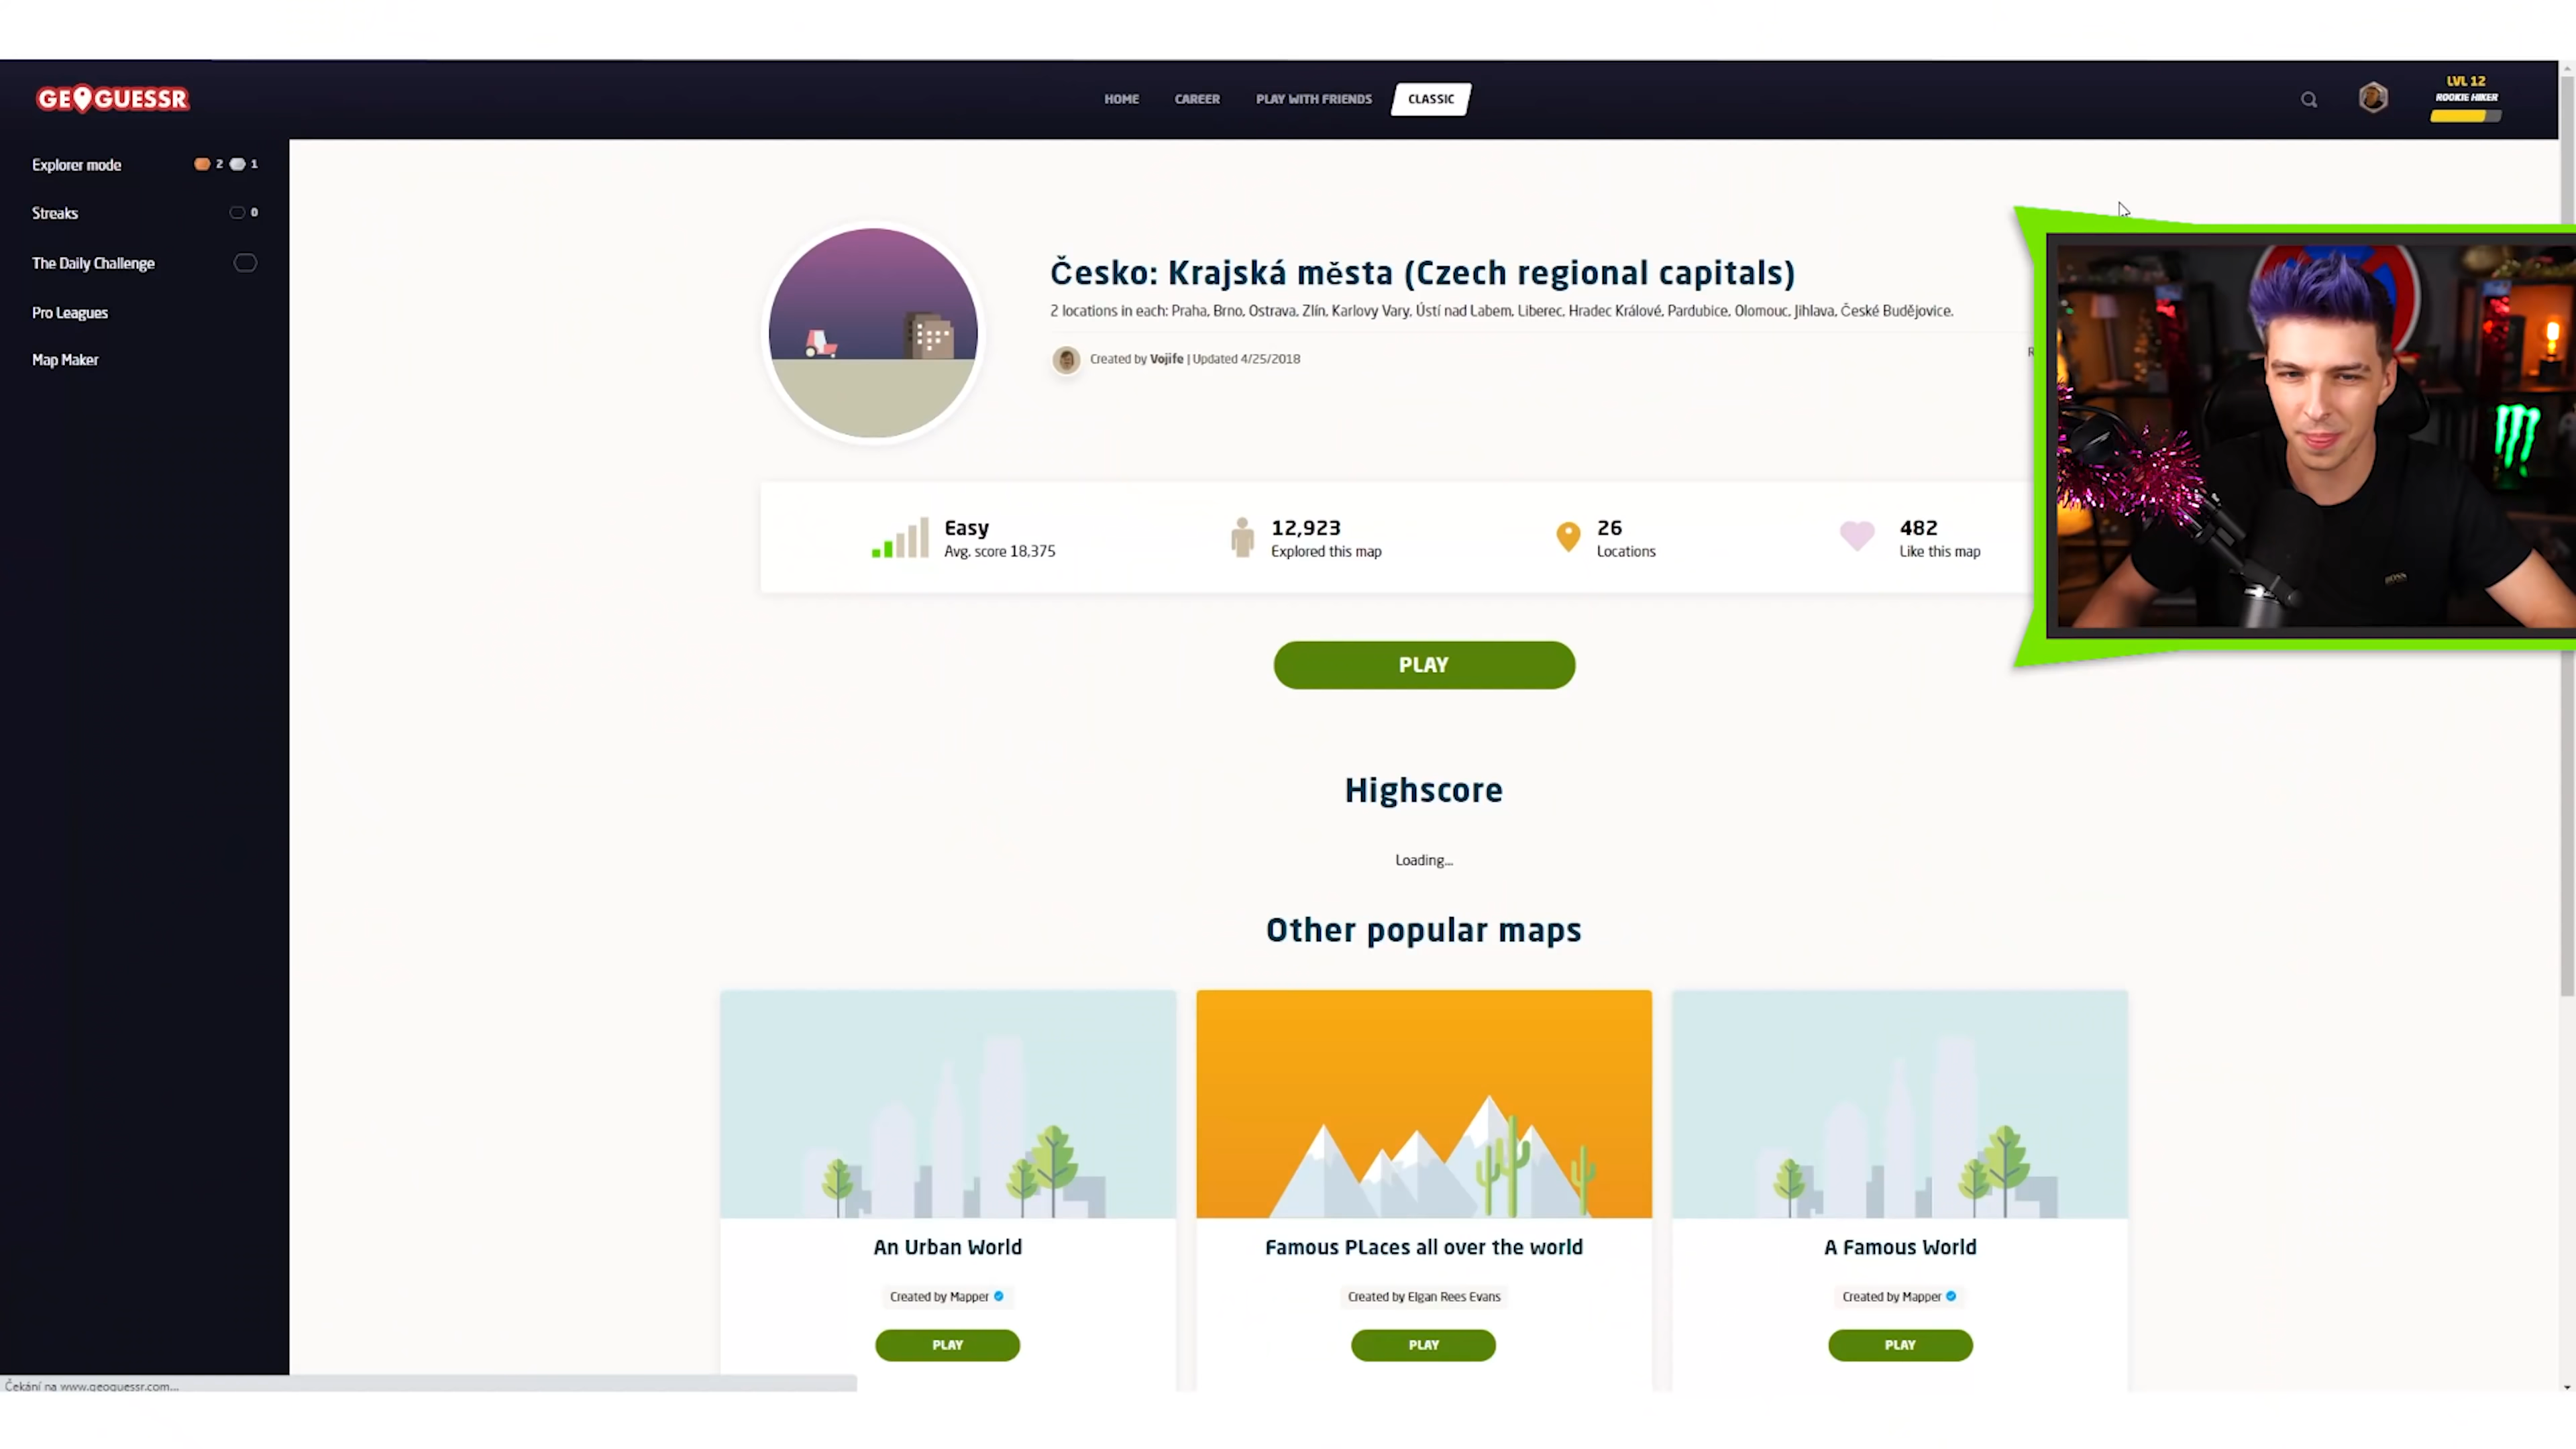 GEOGUESSR
HOME CAREER PLAY WITH FRIENDS CLASSIC
LVL 12
ROOKIE HIKER
Explorer mode 2 1
Streaks 0
The Daily Challenge
Pro Leagues
Map Maker
Česko: Krajská města (Czech regional capitals)
2 locations in each: Praha, Brno, Ostrava, Zlín, Karlovy Vary, Ústí nad Labem, Liberec, Hradec Králové, Pardubice, Olomouc, Jihlava, České Budějovice.
Created by Vojife | Updated 4/25/2018
R
Easy
Avg. score 18,375
12,923
Explored this map
26
Locations
482
Like this map
BOSS
PLAY
Highscore
Loading...
Other popular maps
An Urban World
Created by Mapper
PLAY
Famous PLaces all over the world
Created by Elgan Rees Evans
PLAY
A Famous World
Created by Mapper
PLAY
Čekání na www.geoguessr.com...